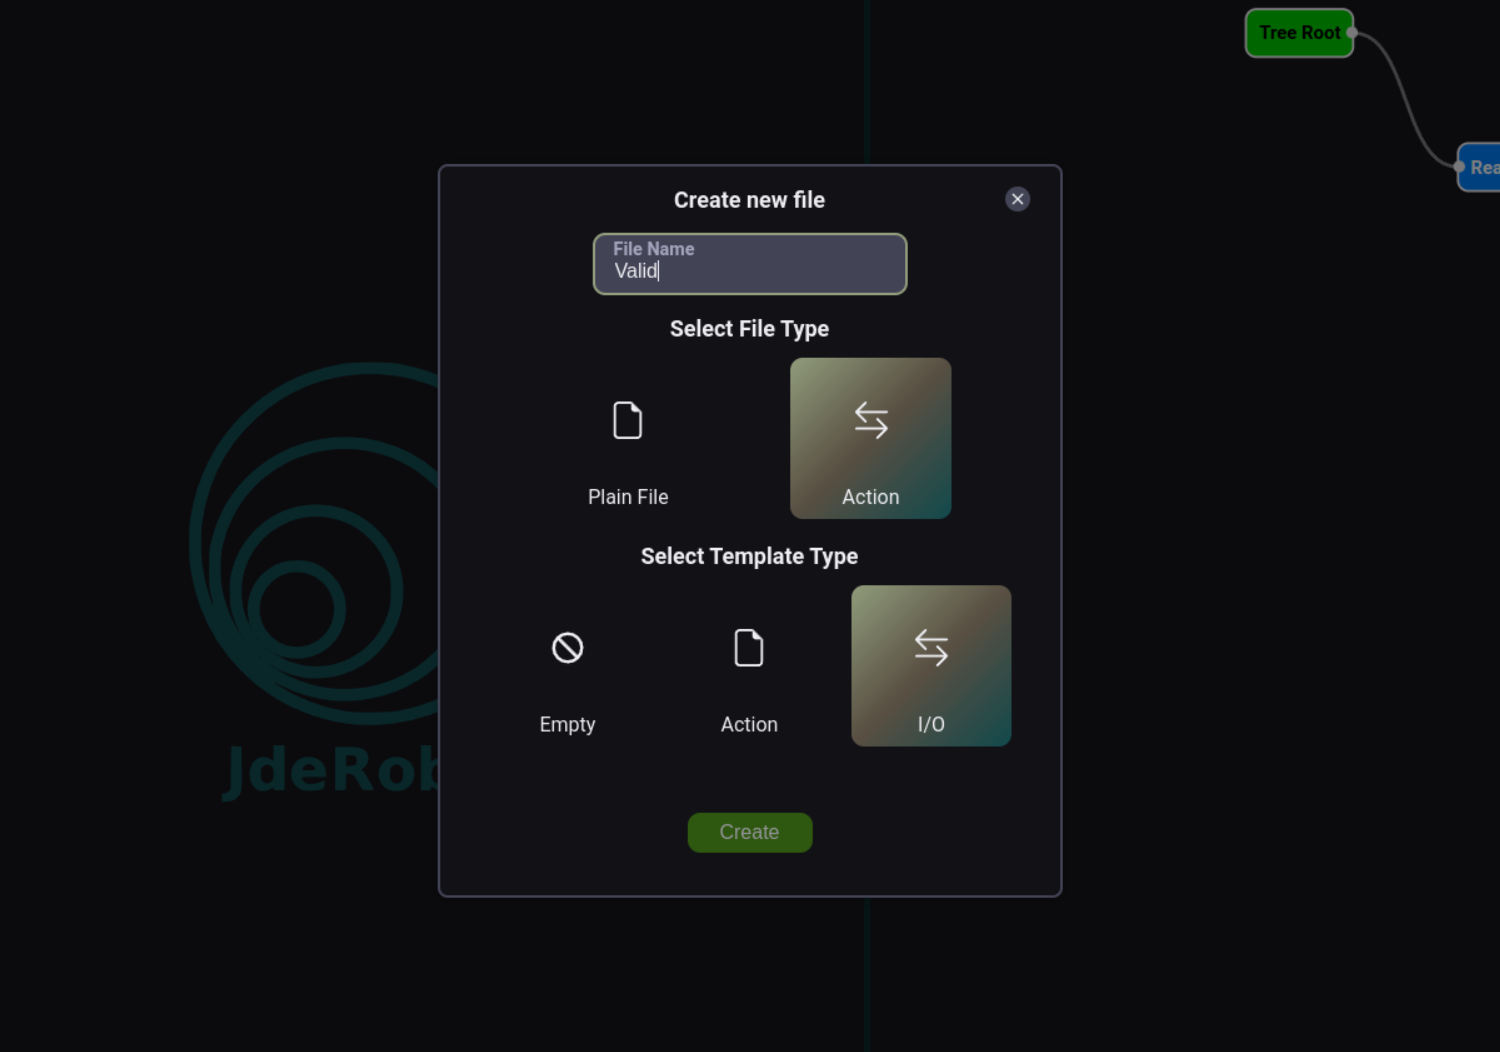 Tree Root
Rea
Create new file
File Name
Valid
Select File Type
Plain File
Action
Select Template Type
Empty
Action
I/O
JdeRob
Create